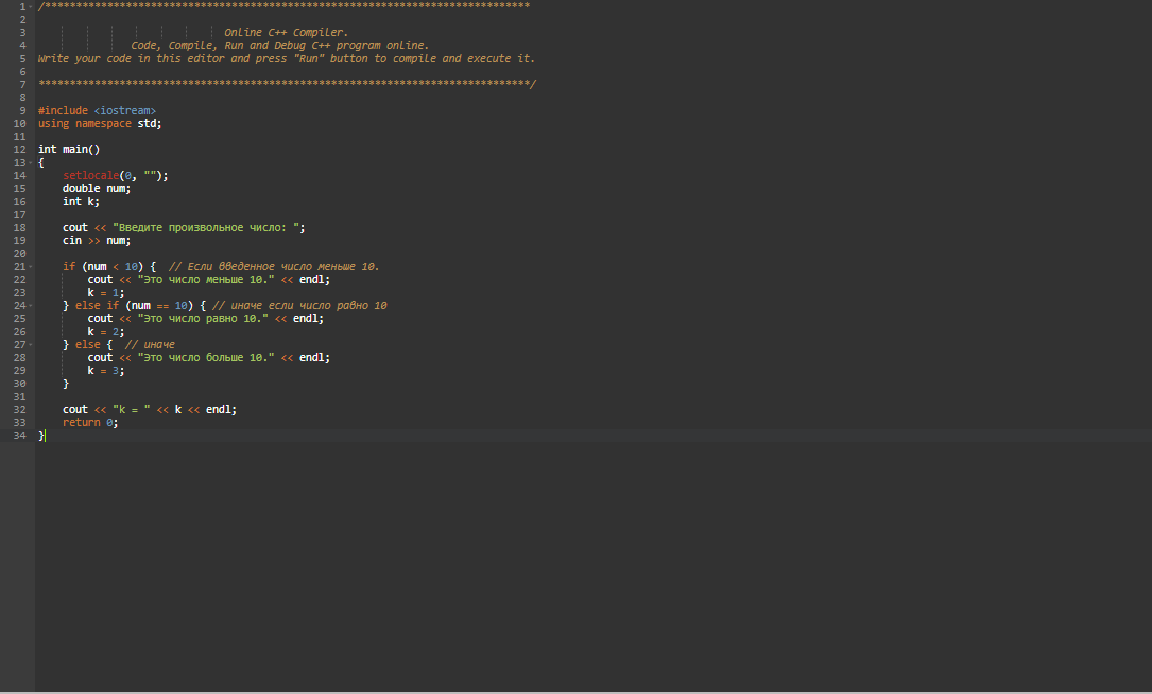 1 /******************************************************************************
2
3 Online C++ Compiler.
4 Code, Compile, Run and Debug C++ program online.
5 Write your code in this editor and press "Run" button to compile and execute it.
6
7 *******************************************************************************/
8
9 #include <iostream>
10 using namespace std;
11
12 int main()
13 {
14 setlocale(0, "");
15 double num;
16 int k;
17
18 cout << "Введите произвольное число: ";
19 cin >> num;
20
21 if (num < 10) { // Если введенное число меньше 10.
22 cout << "Это число меньше 10." << endl;
23 k = 1;
24 } else if (num == 10) { // иначе если число равно 10
25 cout << "Это число равно 10." << endl;
26 k = 2;
27 } else { // иначе
28 cout << "Это число больше 10." << endl;
29 k = 3;
30 }
31
32 cout << "k = " << k << endl;
33 return 0;
34 }